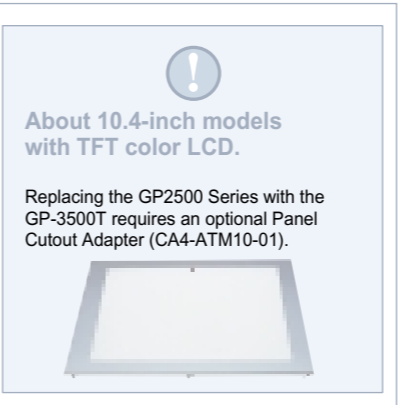 About 10.4-inch models
with TFT color LCD.
Replacing the GP2500 Series with the
GP-3500T requires an optional Panel
Cutout Adapter (CA4-ATM10-01).